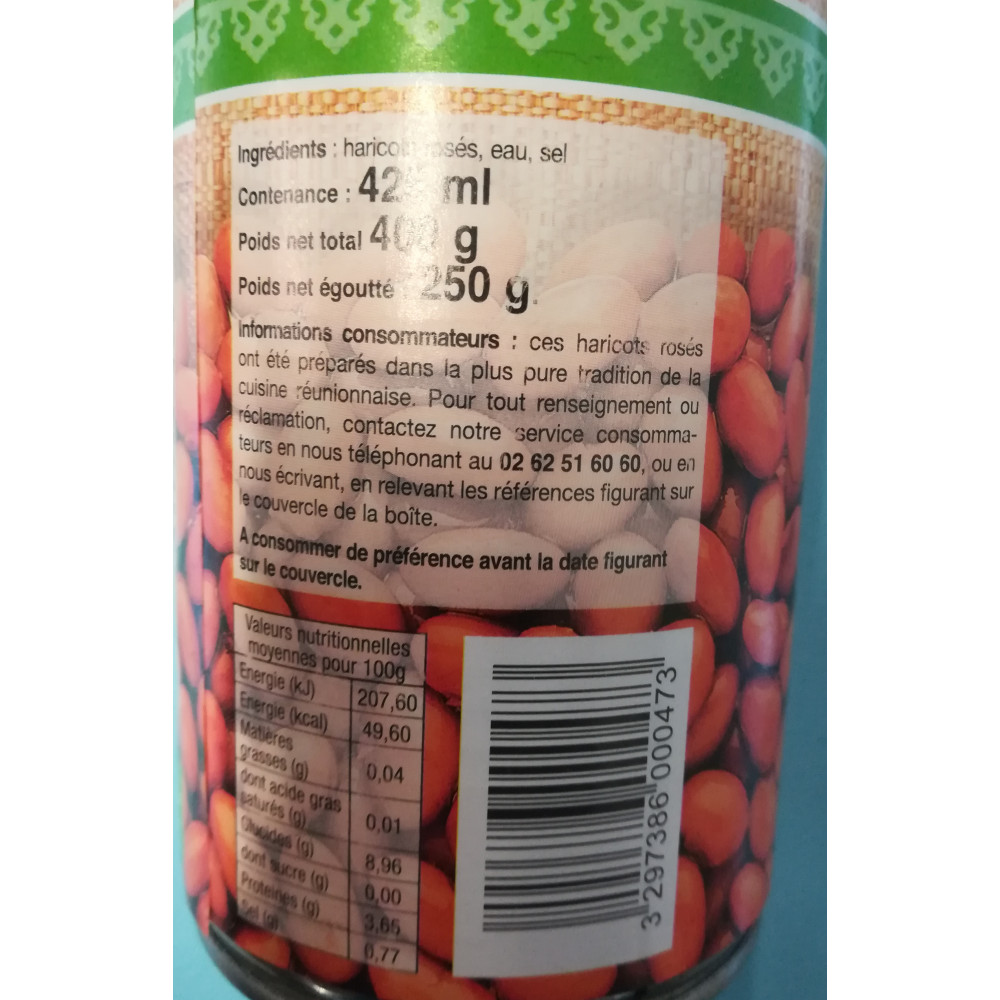 Ingrédients : rosés, eau, sel
Contenance : ml
Poids net total g
Poids net égoutté 250 g.
Informations consommateurs : ces haricots rosés
ont été préparés dans la plus pure tradition de la
cuisine réunionnaise. Pour tout renseignement ou
réclamation, contactez notre service consomma-
teurs en nous téléphonant au 02 62 51 60 60, ou en
nous écrivant, en relevant les références figurant sur
le couvercle de la boîte.
A consommer de préférence avant la date figurant
sur le couvercle.
Valeurs nutritionnelles
moyennes pour 100g
Energie (kJ) 207,60
Energie (kcal) 49,60
Matières
grasses (g) 0,04
dont acide gras
saturés (g) 0,01
Glucides (g) 8,96
dont sucre (g) 0,00
Proteines (g) 3,65
Sel (g) 0,77
3 297386 000473